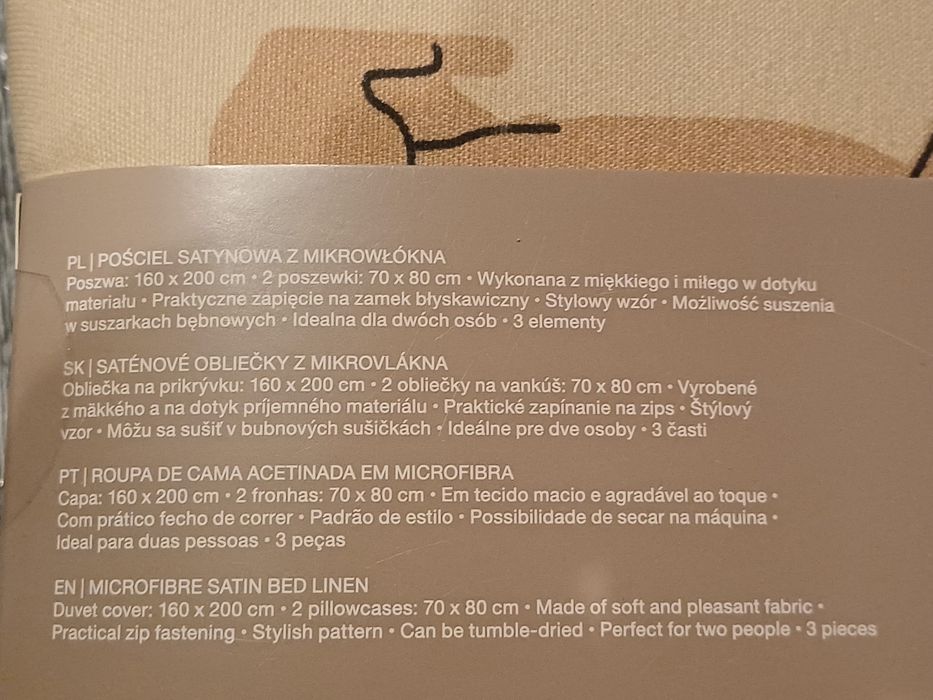 PL | POŚCIEL SATYNOWA Z MIKROWŁÓKNA
Poszwa: 160 x 200 cm • 2 poszewki: 70 x 80 cm • Wykonana z miękkiego i miłego w dotyku
materiału • Praktyczne zapięcie na zamek błyskawiczny • Stylowy wzór • Możliwość suszenia
w suszarkach bębnowych • Idealna dla dwóch osób • 3 elementy
SK | SATÉNOVÉ OBLIEČKY Z MIKROVLÁKNA
Obliečka na prikrývku: 160 x 200 cm • 2 obliečky na vankúš: 70 x 80 cm • Vyrobené
z mäkkého a na dotyk príjemného materiálu • Praktické zapínanie na zips • Štýlový
vzor • Môžu sa sušiť v bubnových sušičkách • Ideálne pre dve osoby • 3 časti
PT | ROUPA DE CAMA ACETINADA EM MICROFIBRA
Capa: 160 x 200 cm • 2 fronhas: 70 x 80 cm • Em tecido macio e agradável ao toque •
Com prático fecho de correr • Padrão de estilo • Possibilidade de secar na máquina •
Ideal para duas pessoas • 3 peças
EN | MICROFIBRE SATIN BED LINEN
Duvet cover: 160 x 200 cm • 2 pillowcases: 70 x 80 cm • Made of soft and pleasant fabric •
Practical zip fastening • Stylish pattern • Can be tumble-dried • Perfect for two people • 3 pieces